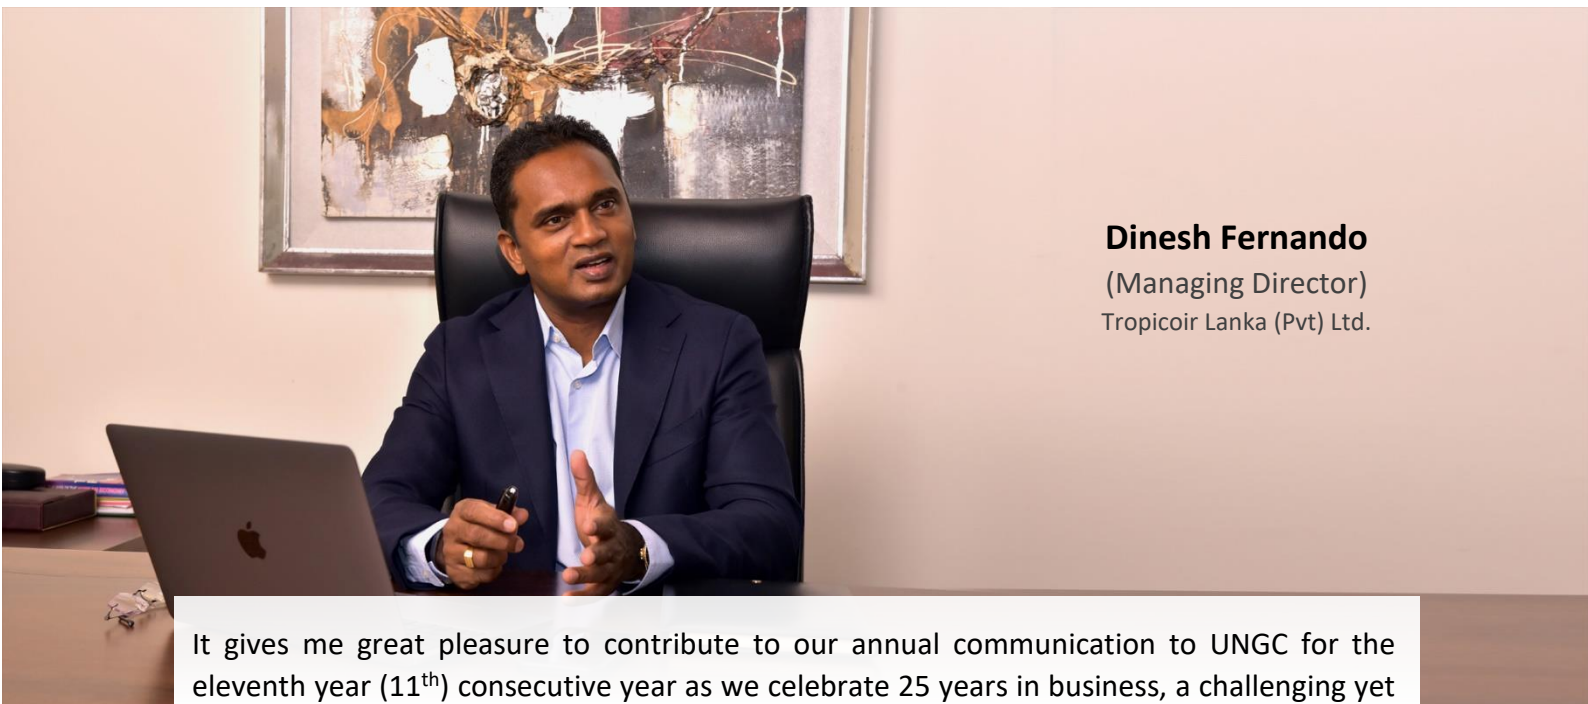 Dinesh Fernando
(Managing Director)
Tropicoir Lanka (Pvt) Ltd.
It gives me great pleasure to contribute to our annual communication to UNGC for the
eleventh year (11th) consecutive year as we celebrate 25 years in business, a challenging yet